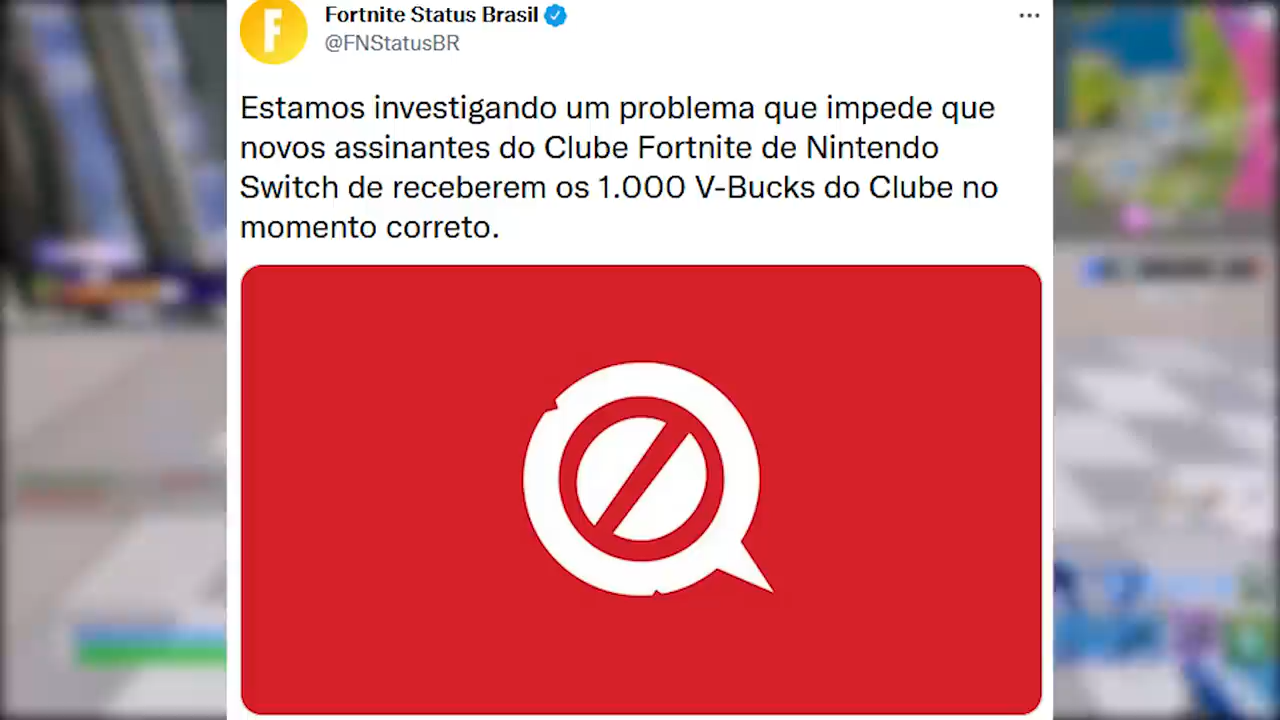 Fortnite Status Brasil
@FNStatusBR
Estamos investigando um problema que impede que
novos assinantes do Clube Fortnite de Nintendo
Switch de receberem os 1.000 V-Bucks do Clube no
momento correto.